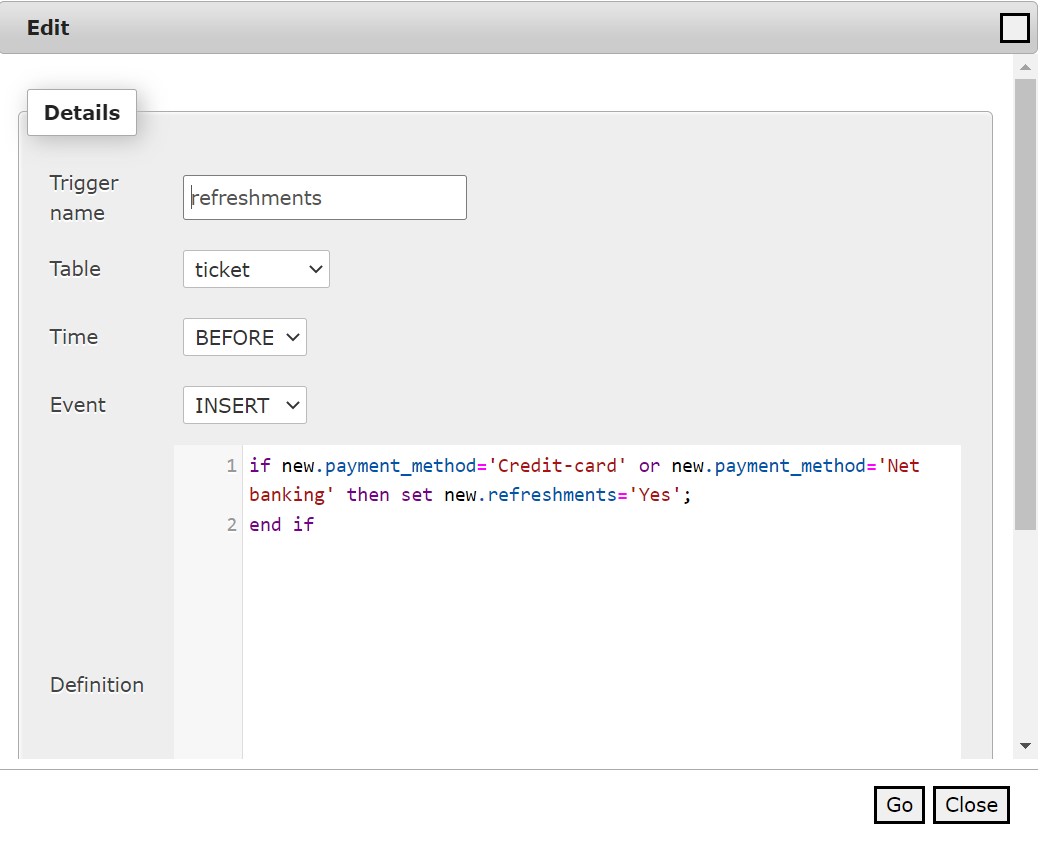 Edit
Details
Trigger
name
refreshments
Table
ticket
Time
BEFORE
Event
INSERT
1 if new.payment_method='Credit-card' or new.payment_method='Net
banking' then set new.refreshments='Yes';
2 end if
Definition
Go Close